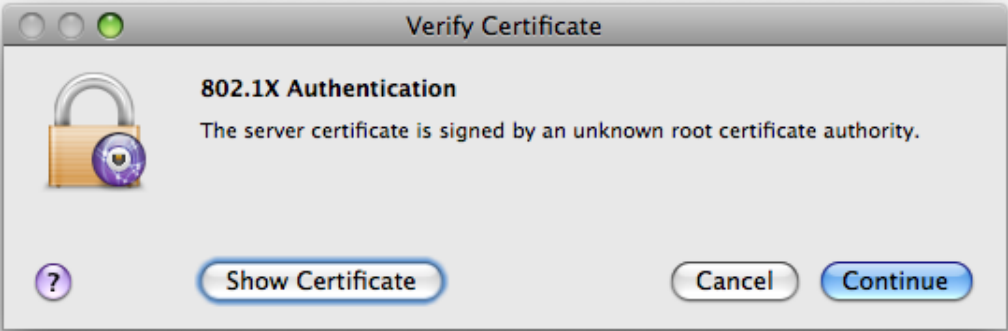 Verify Certificate
802.1X Authentication
The server certificate is signed by an unknown root certificate authority.
?
Show Certificate
Cancel
Continue